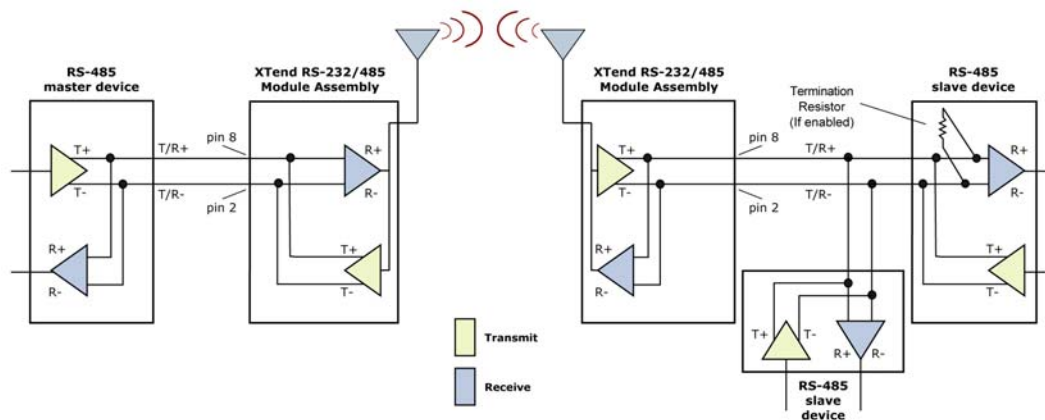 RS-485
master device
XTend RS-232/485
Module Assembly
XTend RS-232/485
Module Assembly
RS-485
slave device
Termination
Resistor
(If enabled)
T+
T-
R+
R-
T/R+
T/R-
pin 8
pin 2
R+
R-
T+
T-
T+
T-
R+
R-
pin 8
T/R+
T/R-
pin 2
R+
R-
T+
T-
T+
T-
R+
R-
RS-485
slave
device
Transmit
Receive